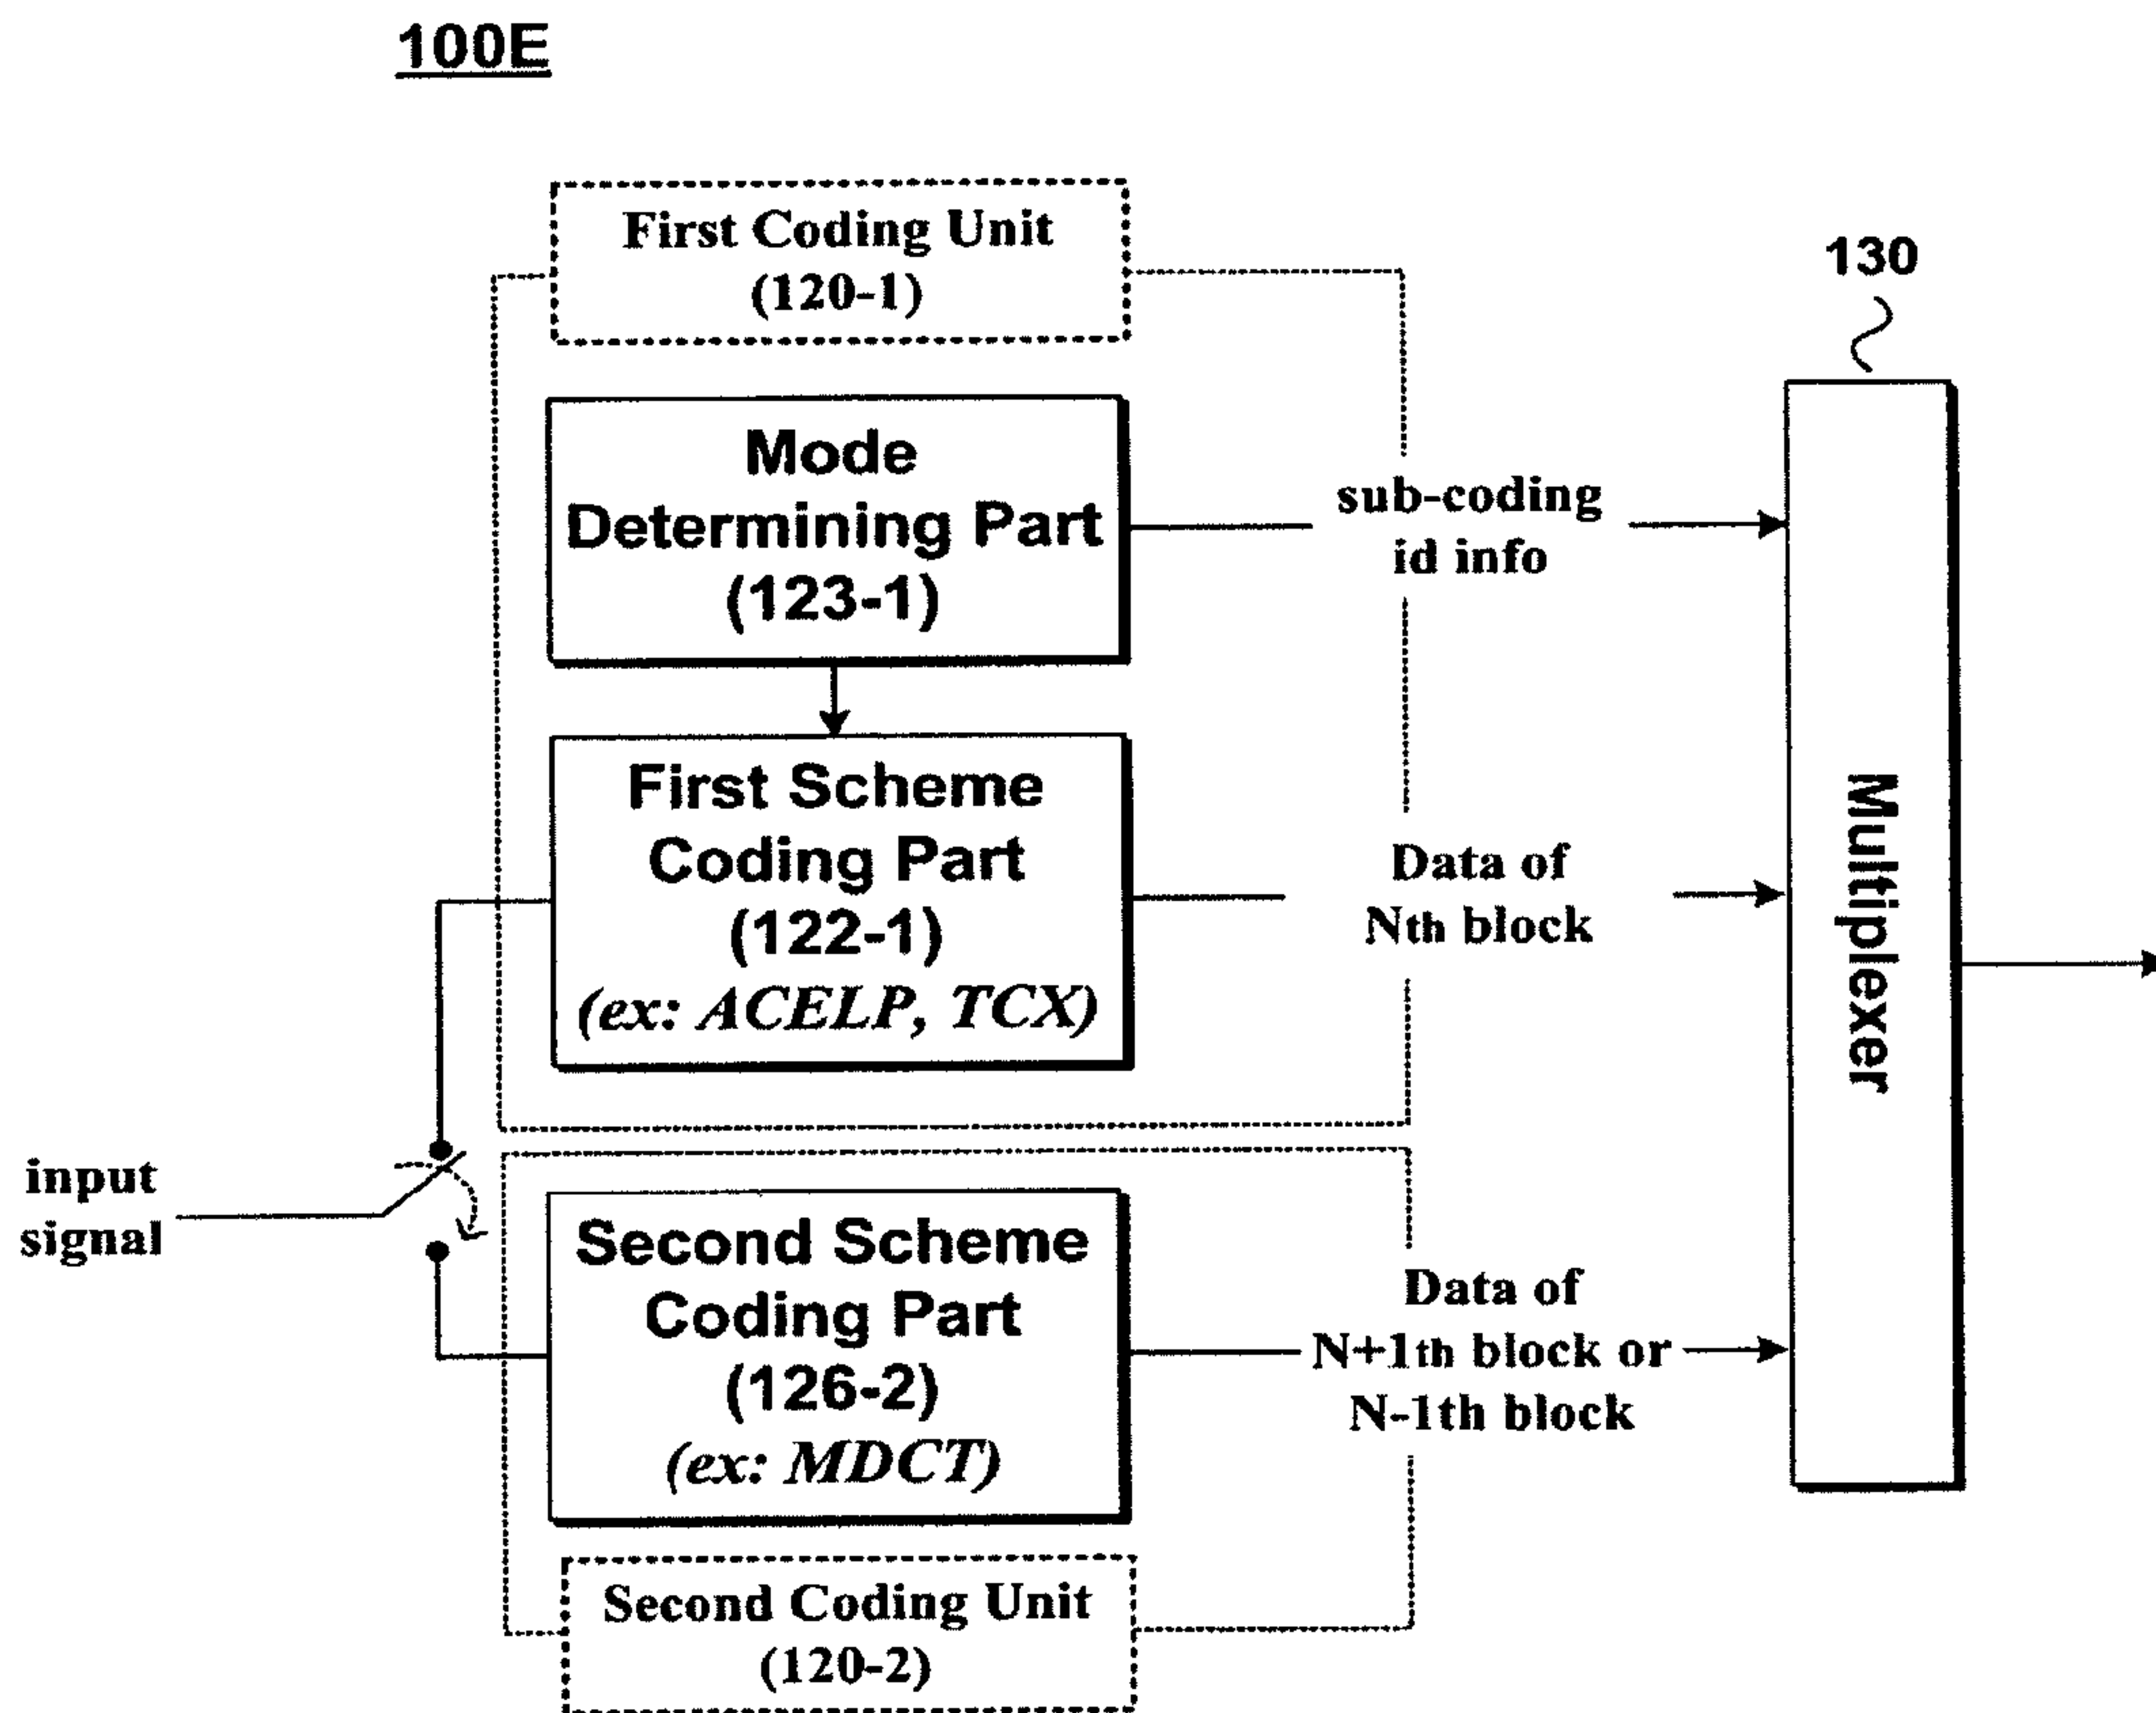 100E
First Coding Unit
(120-1)
130
Mode
Determining Part
(123-1)
sub-coding
id info
First Scheme
Coding Part
(122-1)
(ex: ACELP, TCX)
Data of
Nth block
Multiplexer
input
signal
Second Scheme
Coding Part
(126-2)
(ex: MDCT)
Data of
N+1th block or
N-1th block
Second Coding Unit
(120-2)